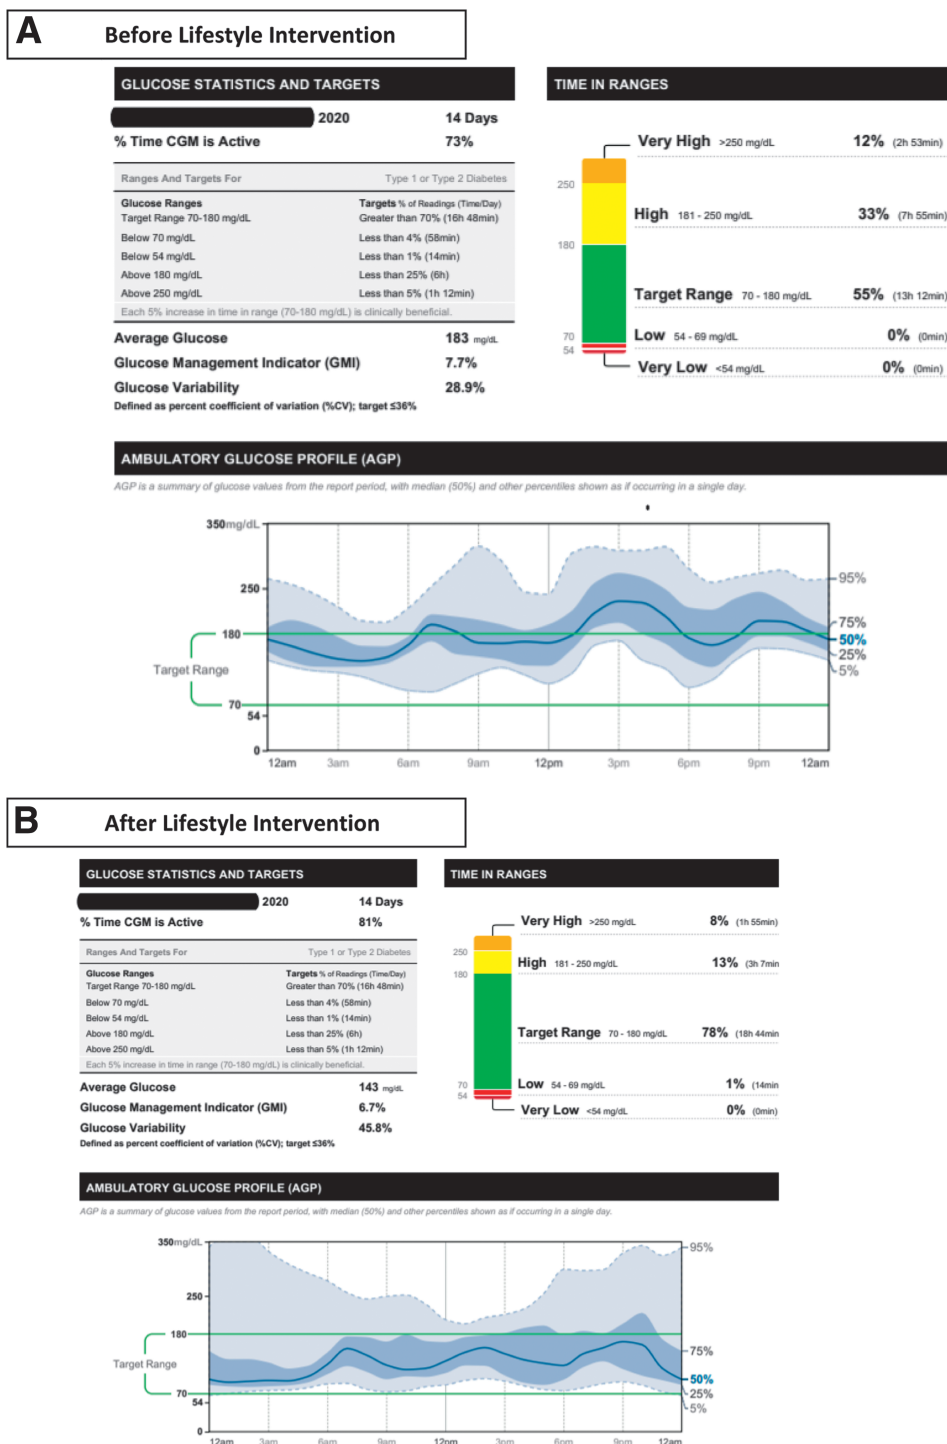 A Before Lifestyle Intervention
GLUCOSE STATISTICS AND TARGETS
2020 14 Days
% Time CGM is Active 73%
Ranges And Targets For Type 1 or Type 2 Diabetes
Glucose Ranges Targets % of Readings (Time/Day)
Target Range 70-180 mg/dL Greater than 70% (16h 48min)
Below 70 mg/dL Less than 4% (58min)
Below 54 mg/dL Less than 1% (14min)
Above 180 mg/dL Less than 25% (6h)
Above 250 mg/dL Less than 5% (1h 12min)
Each 5% increase in time in range (70-180 mg/dL) is clinically beneficial.
Average Glucose 183 mg/dL
Glucose Management Indicator (GMI) 7.7%
Glucose Variability 28.9%
Defined as percent coefficient of variation (%CV); target ≤36%
TIME IN RANGES
Very High >250 mg/dL 12% (2h 53min)
250
High 181 - 250 mg/dL 33% (7h 55min)
180
Target Range 70 - 180 mg/dL 55% (13h 12min)
70
Low 54 - 69 mg/dL 0% (0min)
54
Very Low <54 mg/dL 0% (0min)
AMBULATORY GLUCOSE PROFILE (AGP)
AGP is a summary of glucose values from the report period, with median (50%) and other percentiles shown as if occurring in a single day.
350 mg/dL
250
180
Target Range
70
54
0
95%
75%
50%
25%
5%
12am 3am 6am 9am 12pm 3pm 6pm 9pm 12am
B After Lifestyle Intervention
GLUCOSE STATISTICS AND TARGETS
2020 14 Days
% Time CGM is Active 81%
Ranges And Targets For Type 1 or Type 2 Diabetes
Glucose Ranges Targets % of Readings (Time/Day)
Target Range 70-180 mg/dL Greater than 70% (16h 48min)
Below 70 mg/dL Less than 4% (58min)
Below 54 mg/dL Less than 1% (14min)
Above 180 mg/dL Less than 25% (6h)
Above 250 mg/dL Less than 5% (1h 12min)
Each 5% increase in time in range (70-180 mg/dL) is clinically beneficial.
Average Glucose 143 mg/dL
Glucose Management Indicator (GMI) 6.7%
Glucose Variability 45.8%
Defined as percent coefficient of variation (%CV); target ≤36%
TIME IN RANGES
Very High >250 mg/dL 8% (1h 55min)
250
High 181 - 250 mg/dL 13% (3h 7min
180
Target Range 70 - 180 mg/dL 78% (18h 44min
70
Low 54 - 69 mg/dL 1% (14min
54
Very Low <54 mg/dL 0% (0min)
AMBULATORY GLUCOSE PROFILE (AGP)
AGP is a summary of glucose values from the report period, with median (50%) and other percentiles shown as if occurring in a single day.
350 mg/dL
250
180
Target Range
70
54
0
95%
75%
50%
25%
5%
12am 3am 6am 9am 12pm 3pm 6pm 9pm 12am